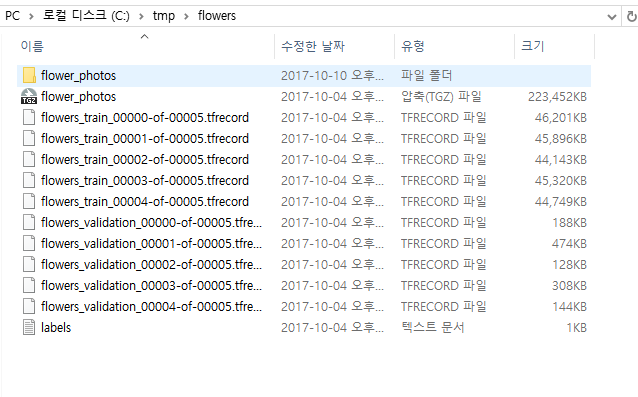 PC 로컬 디스크 (C:) tmp flowers
이름 수정한 날짜 유형 크기
flower_photos 2017-10-10 오후... 파일 폴더
TGZ flower_photos 2017-10-04 오후... 압축(TGZ) 파일 223,452KB
flowers_train_00000-of-00005.tfrecord 2017-10-04 오후... TFRECORD 파일 46,201KB
flowers_train_00001-of-00005.tfrecord 2017-10-04 오후... TFRECORD 파일 45,896KB
flowers_train_00002-of-00005.tfrecord 2017-10-04 오후... TFRECORD 파일 44,143KB
flowers_train_00003-of-00005.tfrecord 2017-10-04 오후... TFRECORD 파일 45,320KB
flowers_train_00004-of-00005.tfrecord 2017-10-04 오후... TFRECORD 파일 44,749KB
flowers_validation_00000-of-00005.tfre... 2017-10-04 오후... TFRECORD 파일 188KB
flowers_validation_00001-of-00005.tfre... 2017-10-04 오후... TFRECORD 파일 474KB
flowers_validation_00002-of-00005.tfre... 2017-10-04 오후... TFRECORD 파일 128KB
flowers_validation_00003-of-00005.tfre... 2017-10-04 오후... TFRECORD 파일 308KB
flowers_validation_00004-of-00005.tfre... 2017-10-04 오후... TFRECORD 파일 144KB
labels 2017-10-04 오후... 텍스트 문서 1KB